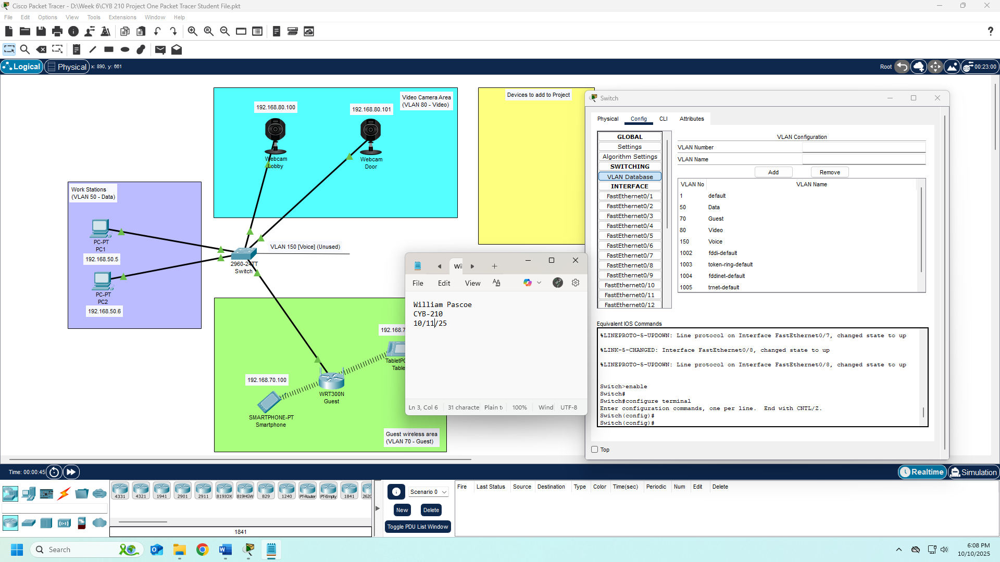 Cisco Packet Tracer - D:\Week 6\CYB 210 Project One Packet Tracer Student File.pkt
File Edit Options View Tools Extensions Window Help
Logical Physical x: 890, y: 661
Root 00:23:00
Video Camera Area
(VLAN 80 - Video)
192.168.80.100
192.168.80.101
Webcam
Lobby
Webcam
Door
Devices to add to Project
Work Stations
(VLAN 50 - Data)
PC-PT
PC1
192.168.50.5
PC-PT
PC2
192.168.50.6
VLAN 150 [Voice] (Unused)
2960-24TT
Switch
192.168.7
TabletPC
Table
192.168.70.100
WRT300N
Guest
SMARTPHONE-PT
Smartphone
Guest wireless area
(VLAN 70 - Guest)
Wil
File Edit View
William Pascoe
CYB-210
10/11/25
Ln 3, Col 6 31 characte Plain t 100% Wind UTF-8
Switch
Physical Config CLI Attributes
GLOBAL
Settings
Algorithm Settings
SWITCHING
VLAN Database
INTERFACE
FastEthernet0/1
FastEthernet0/2
FastEthernet0/3
FastEthernet0/4
FastEthernet0/5
FastEthernet0/6
FastEthernet0/7
FastEthernet0/8
FastEthernet0/9
FastEthernet0/10
FastEthernet0/11
FastEthernet0/12
VLAN Configuration
VLAN Number
VLAN Name
Add Remove
VLAN No VLAN Name
1 default
50 Data
70 Guest
80 Video
150 Voice
1002 fddi-default
1003 token-ring-default
1004 fddinet-default
1005 trnet-default
Equivalent IOS Commands
%LINEPROTO-5-UPDOWN: Line protocol on Interface FastEthernet0/7, changed state to up
%LINK-5-CHANGED: Interface FastEthernet0/8, changed state to up
%LINEPROTO-5-UPDOWN: Line protocol on Interface FastEthernet0/8, changed state to up
Switch>enable
Switch#
Switch#configure terminal
Enter configuration commands, one per line. End with CNTL/Z.
Switch(config)#
Switch(config)#
Top
Time: 00:00:45
Realtime Simulation
4331 4321 1941 2901 2911 819IOX 819HGW 829 1240 PT-Router PT-Empty 1841 2620
1841
Scenario 0
New Delete
Toggle PDU List Window
Fire Last Status Source Destination Type Color Time(sec) Periodic Num Edit Delete
Search
6:08 PM
10/10/2025